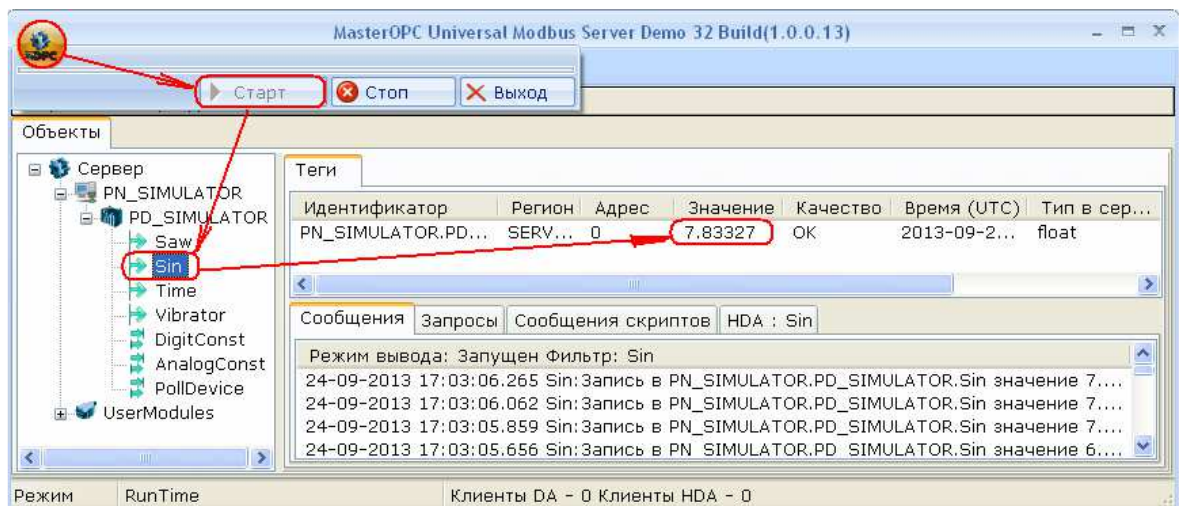 MasterOPC Universal Modbus Server Demo 32 Build(1.0.0.13)
Старт Стоп Выход
Объекты
Сервер
PN_SIMULATOR
PD_SIMULATOR
Saw
Sin
Time
Vibrator
DigitConst
AnalogConst
PollDevice
UserModules
Теги
Идентификатор Регион Адрес Значение Качество Время (UTC) Тип в сер...
PN_SIMULATOR.PD... SERV... 0 7.83327 OK 2013-09-2... float
Сообщения Запросы Сообщения скриптов HDA : Sin
Режим вывода: Запущен Фильтр: Sin
24-09-2013 17:03:06.265 Sin:Запись в PN_SIMULATOR.PD_SIMULATOR.Sin значение 7....
24-09-2013 17:03:06.062 Sin:Запись в PN_SIMULATOR.PD_SIMULATOR.Sin значение 7....
24-09-2013 17:03:05.859 Sin:Запись в PN_SIMULATOR.PD_SIMULATOR.Sin значение 7....
24-09-2013 17:03:05.656 Sin:Запись в PN_SIMULATOR.PD_SIMULATOR.Sin значение 6....
Режим RunTime Клиенты DA - 0 Клиенты HDA - 0